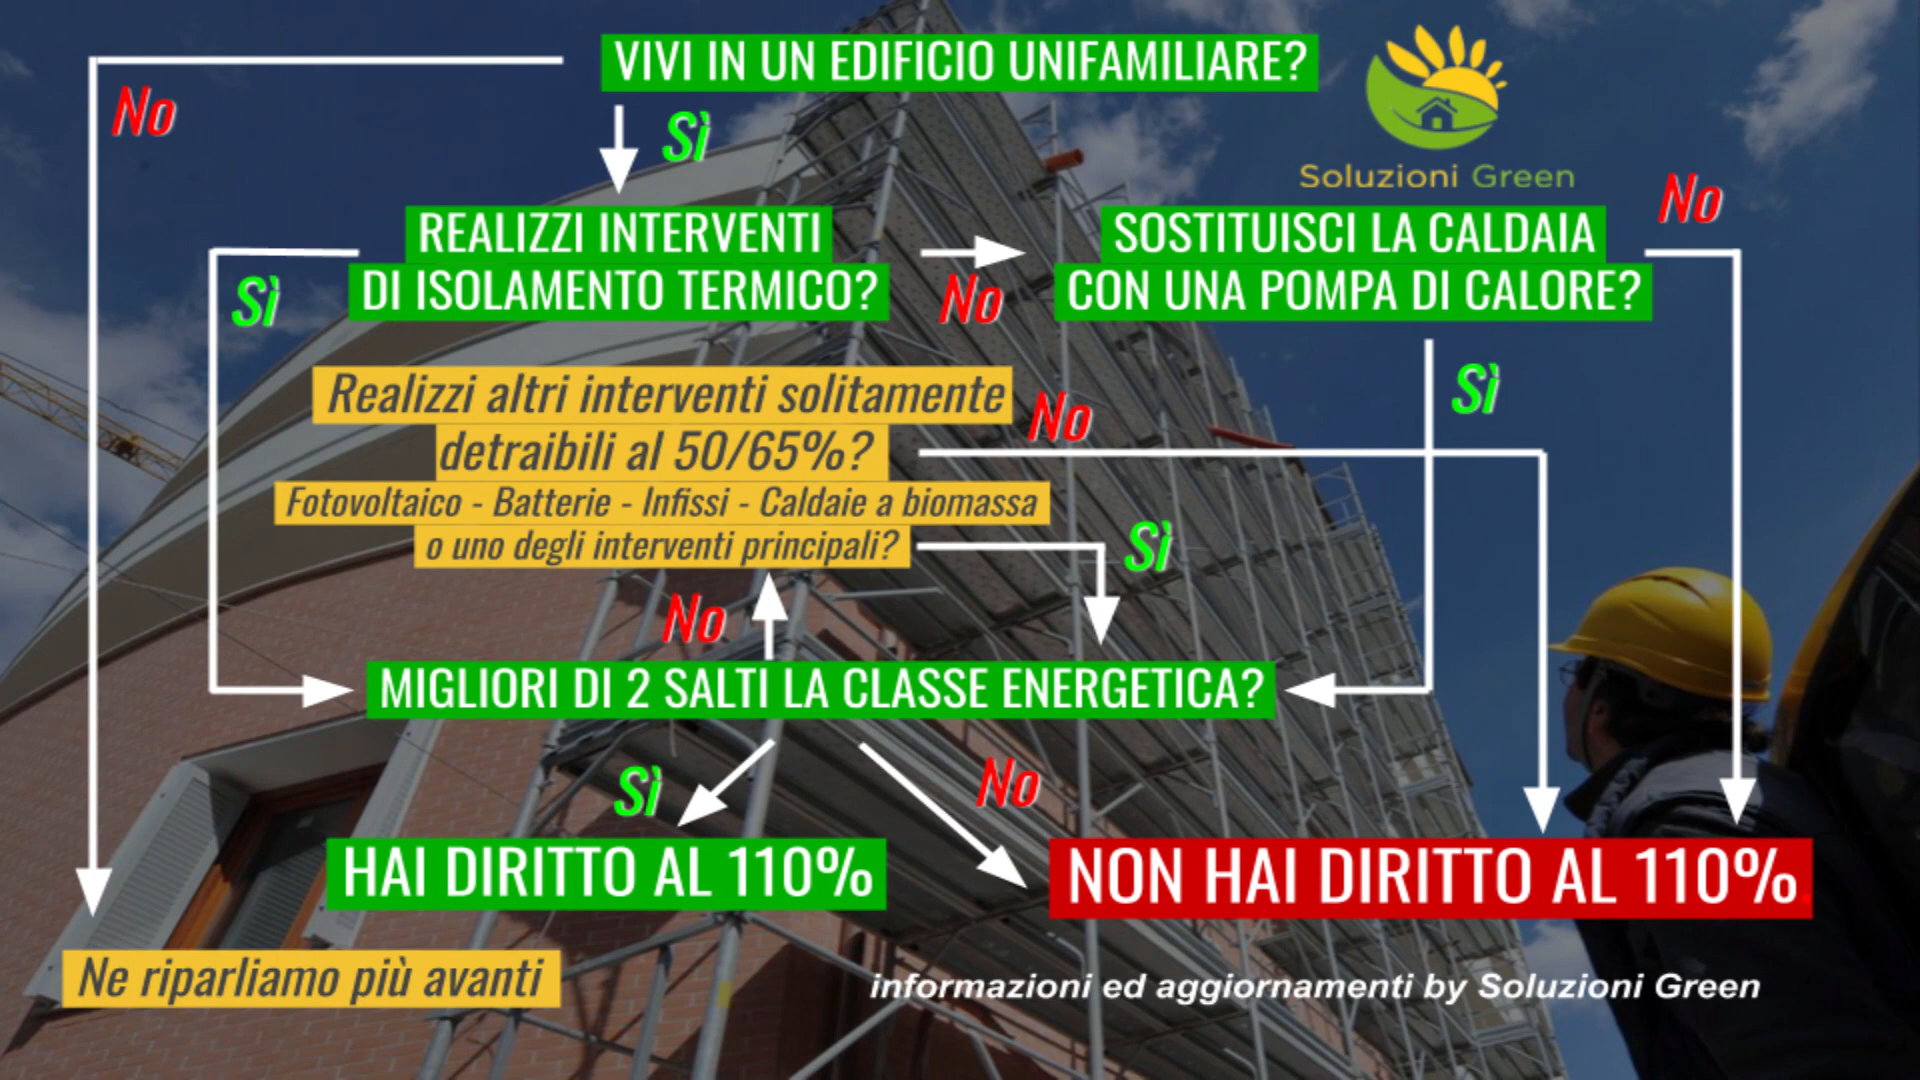 VIVI IN UN EDIFICIO UNIFAMILIARE?
No
Sì
Soluzioni Green
REALIZZI INTERVENTI
DI ISOLAMENTO TERMICO?
Sì
No
SOSTITUISCI LA CALDAIA
CON UNA POMPA DI CALORE?
No
Sì
Realizzi altri interventi solitamente
detraibili al 50/65%?
Fotovoltaico - Batterie - Infissi - Caldaie a biomassa
o uno degli interventi principali?
No
Sì
No
MIGLIORI DI 2 SALTI LA CLASSE ENERGETICA?
Sì
No
HAI DIRITTO AL 110%
NON HAI DIRITTO AL 110%
Ne riparliamo più avanti
informazioni ed aggiornamenti by Soluzioni Green